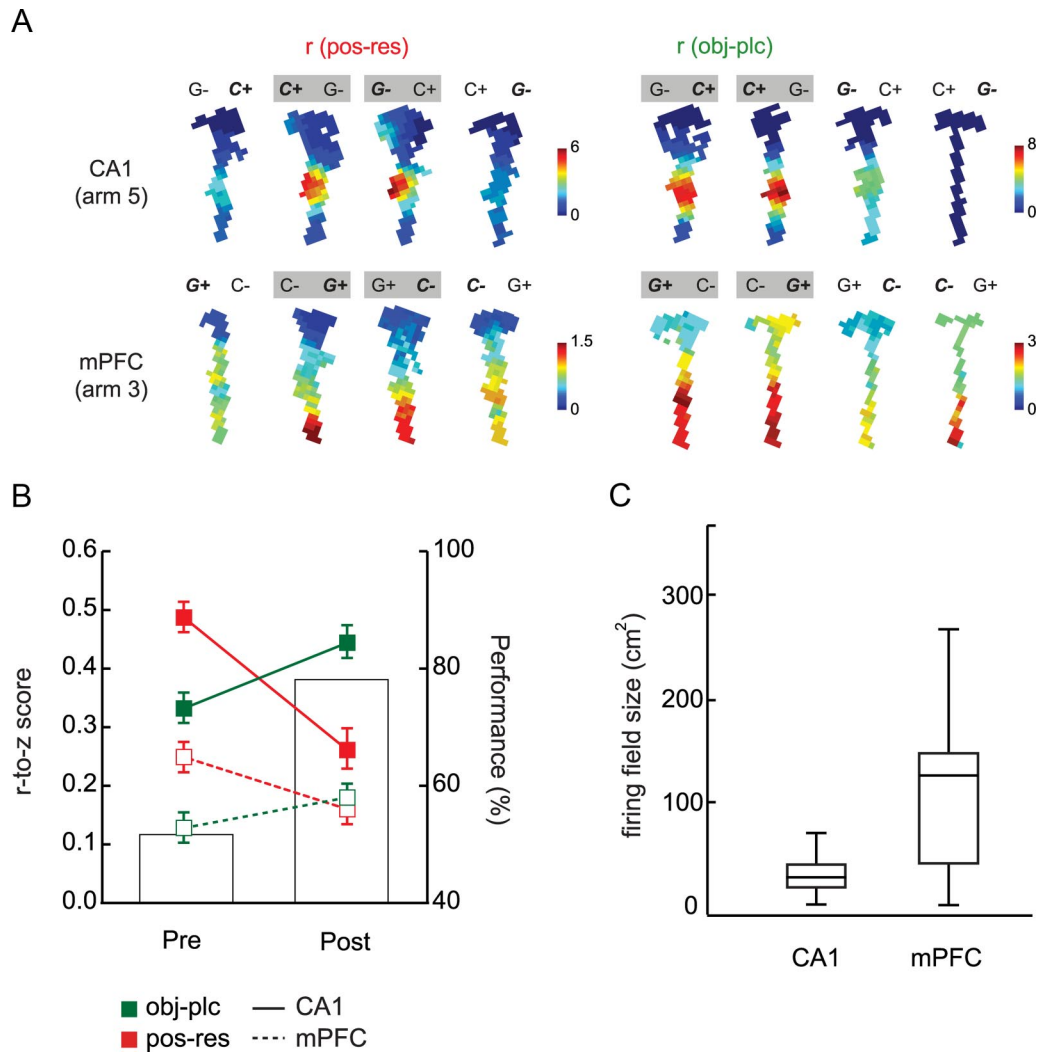 A
r (pos-res) r (obj-plc)
G- C+ C+ G- G- C+ C+ G- G- C+ C+ G- G- C+ C+ G-
CA1
(arm 5)
6
0
8
0
G+ C- C- G+ G+ C- C- G+ G+ C- C- G+ G+ C- C- G+
mPFC
(arm 3)
1.5
0
3
0
B
0.6
0.5
0.4
0.3
0.2
0.1
0.0
r-to-z score
100
80
60
40
Performance (%)
Pre Post
obj-plc CA1
pos-res mPFC
C
300
200
100
0
firing field size (cm²)
CA1 mPFC